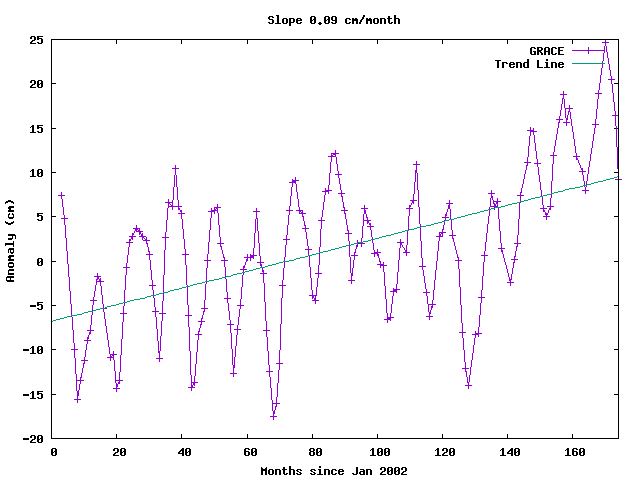 Slope 0.09 cm/month
GRACE
Trend Line
Anomaly (cm)
25
20
15
10
5
0
-5
-10
-15
-20
0 20 40 60 80 100 120 140 160
Months since Jan 2002